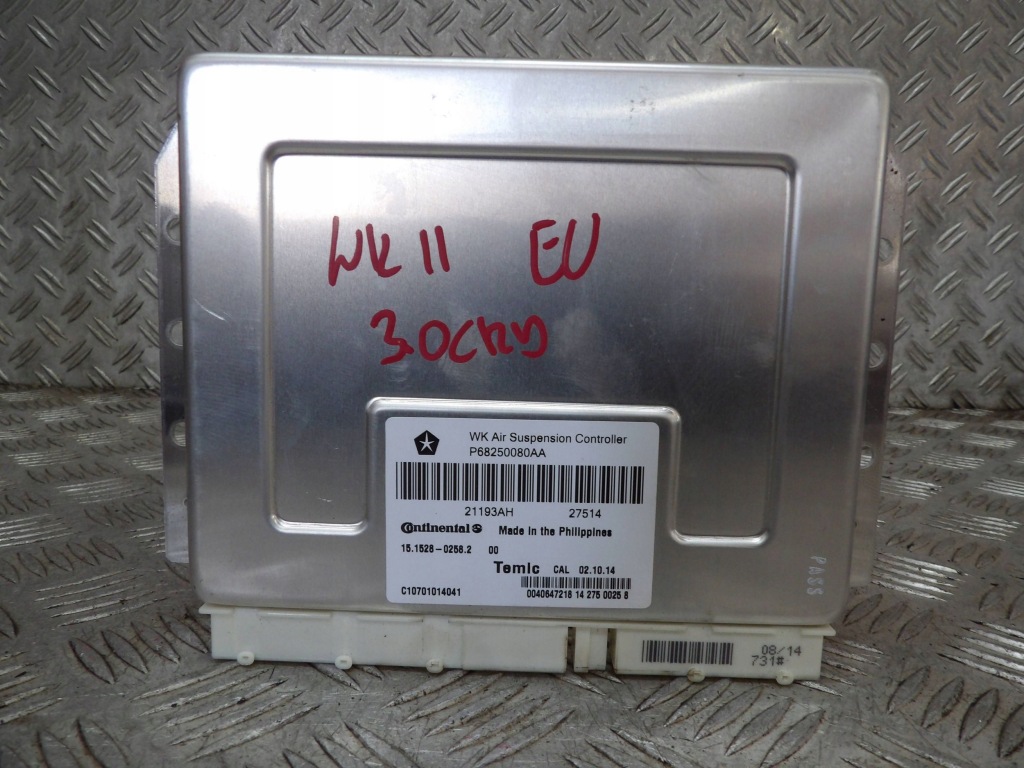 WK II EU
3.0CRD
WK Air Suspension Controller
P68250080AA
21193AH 27514
Continental Made in the Philippines
15.1528-0258.2 00
Temic CAL 02.10.14
C10701014041 0040647218 14 275 0025 8
PASS
08/14
731#